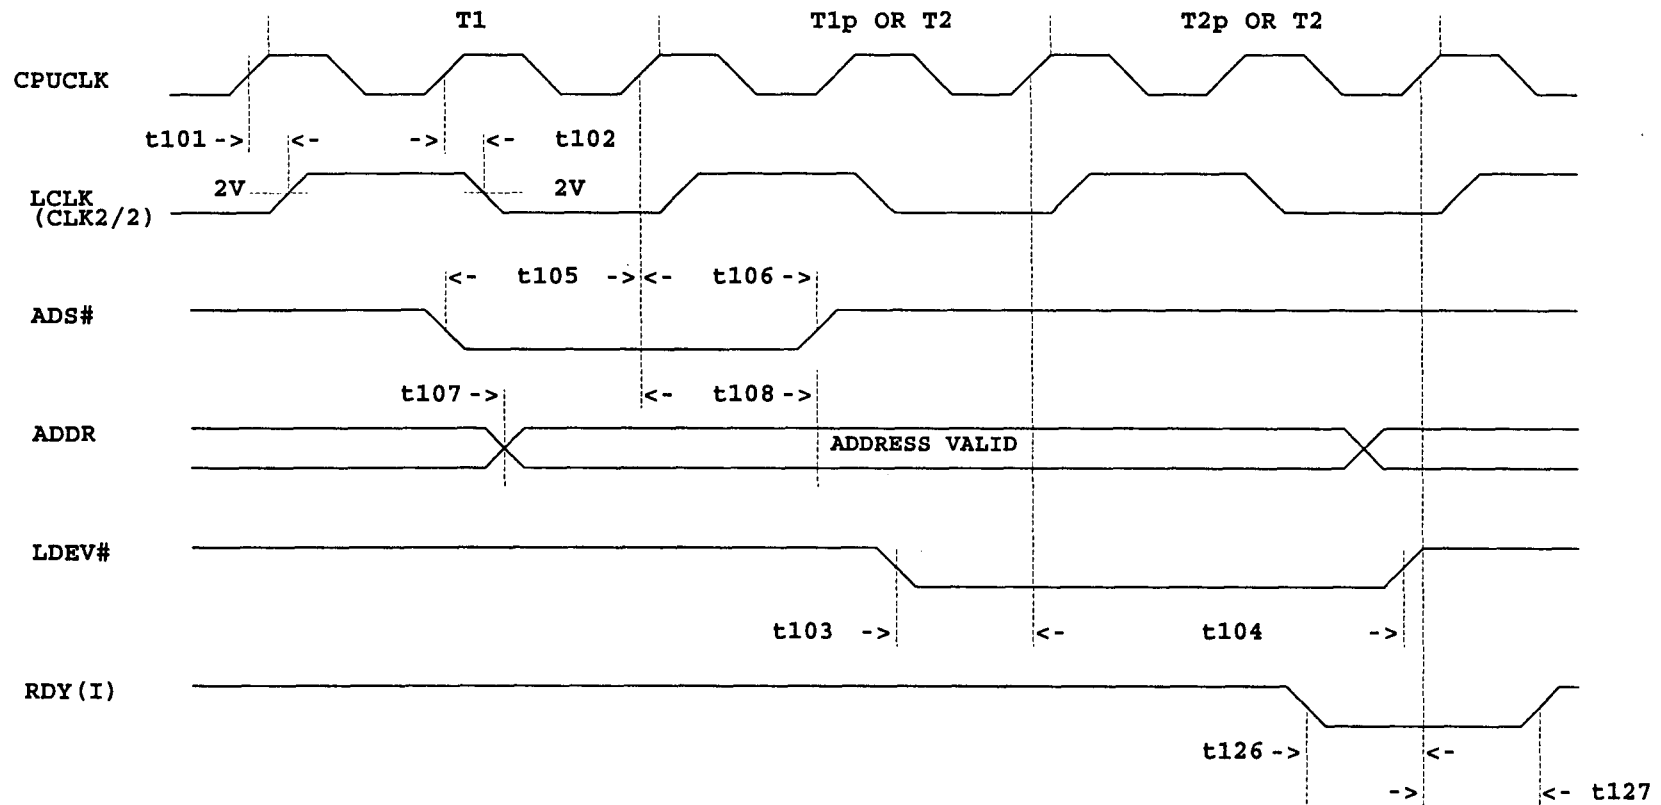 T1 T1p OR T2 T2p OR T2
CPUCLK
t101 -> <- -> <- t102
2V 2V
LCLK
(CLK2/2)
<- t105 -> <- t106 ->
ADS#
t107 -> <- t108 ->
ADDR ADDRESS VALID
LDEV#
t103 -> <- t104 ->
RDY(I)
t126 -> <-
-> <- t127